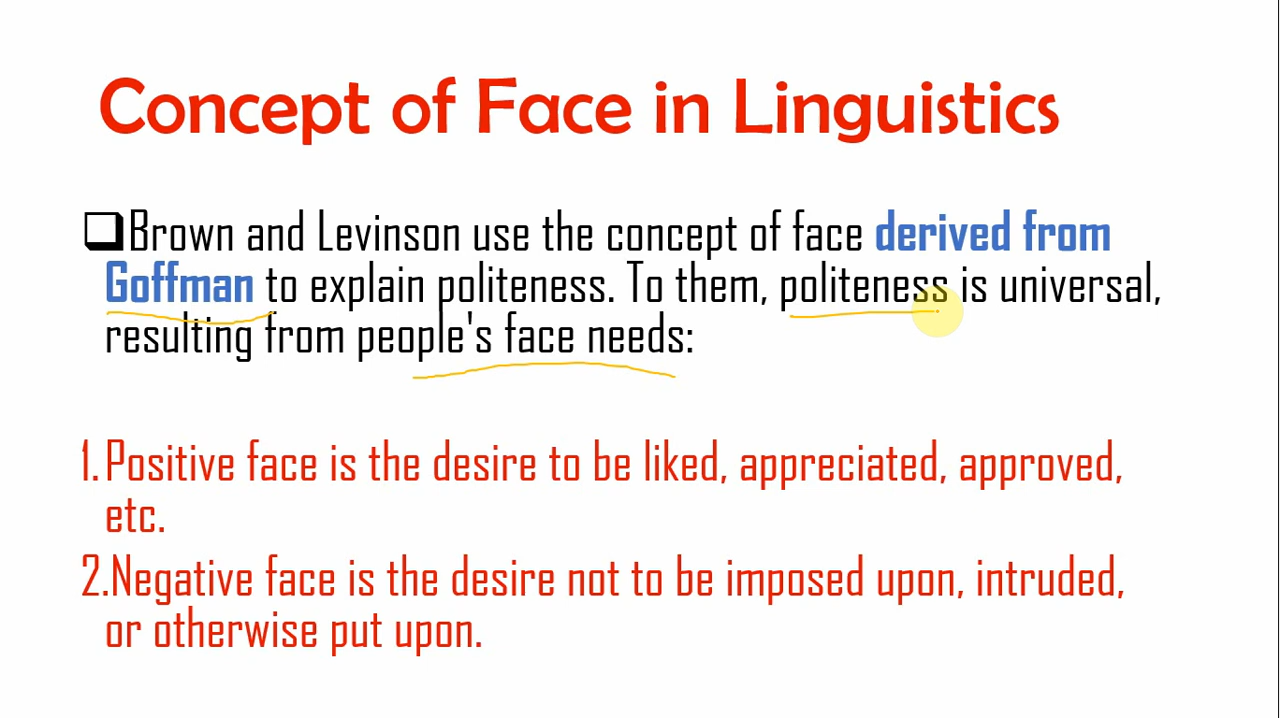 Concept of Face in Linguistics
Brown and Levinson use the concept of face derived from
Goffman to explain politeness. To them, politeness is universal,
resulting from people's face needs:
1. Positive face is the desire to be liked, appreciated, approved,
etc.
2. Negative face is the desire not to be imposed upon, intruded,
or otherwise put upon.